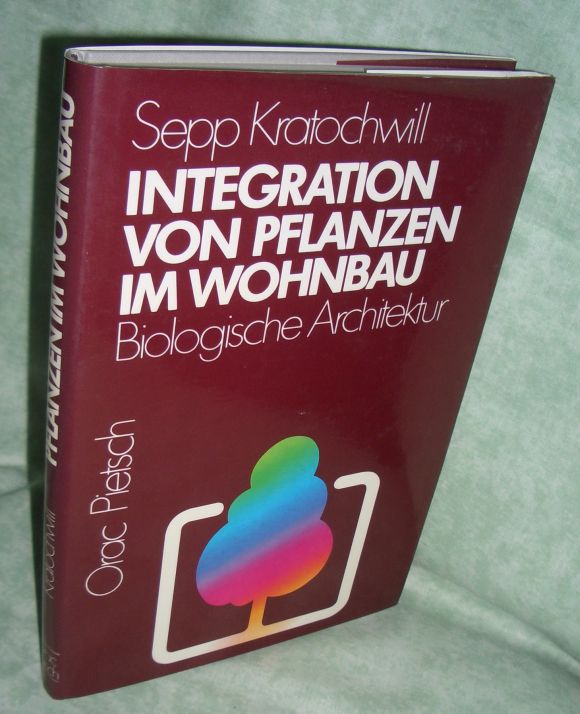 Sepp Kratochwill
INTEGRATION
VON PFLANZEN
IM WOHNBAU
Biologische Architektur
Orac Pietsch
PFLANZEN IM WOHNBAU
Kratochwill